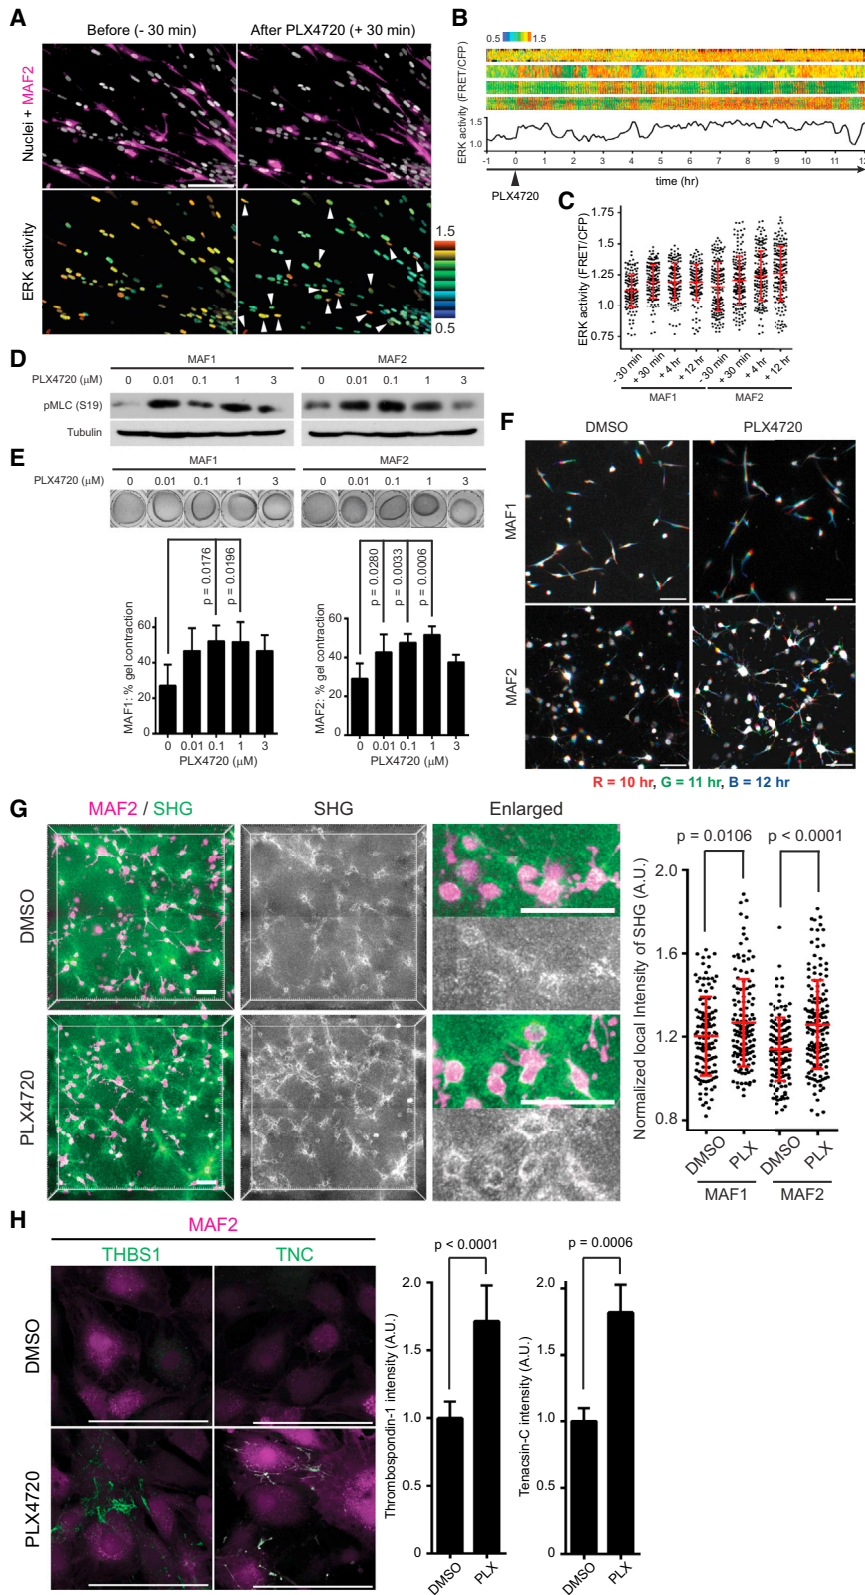 A
Before (- 30 min)
After PLX4720 (+ 30 min)
Nuclei + MAF2
ERK activity
1.5
0.5
B
0.5 1.5
ERK activity (FRET/CFP)
1.5
1.0
-1 0 1 2 3 4 5 6 7 8 9 10 11 12
time (hr)
PLX4720
C
ERK activity (FRET/CFP)
1.75
1.5
1.25
1.0
0.75
- 30 min + 30 min + 4 hr + 12 hr - 30 min + 30 min + 4 hr + 12 hr
MAF1 MAF2
D
MAF1 MAF2
PLX4720 (μM) 0 0.01 0.1 1 3 0 0.01 0.1 1 3
pMLC (S19)
Tubulin
E
MAF1 MAF2
PLX4720 (μM) 0 0.01 0.1 1 3 0 0.01 0.1 1 3
p = 0.0176
p = 0.0196
MAF1: % gel contraction
60
40
20
0
0 0.01 0.1 1 3
PLX4720 (μM)
p = 0.0280
p = 0.0033
p = 0.0006
MAF2: % gel contraction
60
40
20
0
0 0.01 0.1 1 3
PLX4720 (μM)
F
DMSO PLX4720
MAF1
MAF2
R = 10 hr, G = 11 hr, B = 12 hr
G
MAF2 / SHG
SHG
Enlarged
DMSO
PLX4720
p = 0.0106 p < 0.0001
Normalized local Intensity of SHG (A.U.)
2.0
1.6
1.2
0.8
DMSO PLX DMSO PLX
MAF1 MAF2
H
MAF2
THBS1 TNC
DMSO
PLX4720
p < 0.0001
Thrombospondin-1 intensity (A.U.)
2.0
1.5
1.0
0.5
0
DMSO PLX
p = 0.0006
Tenacsin-C intensity (A.U.)
2.0
1.5
1.0
0.5
0
DMSO PLX